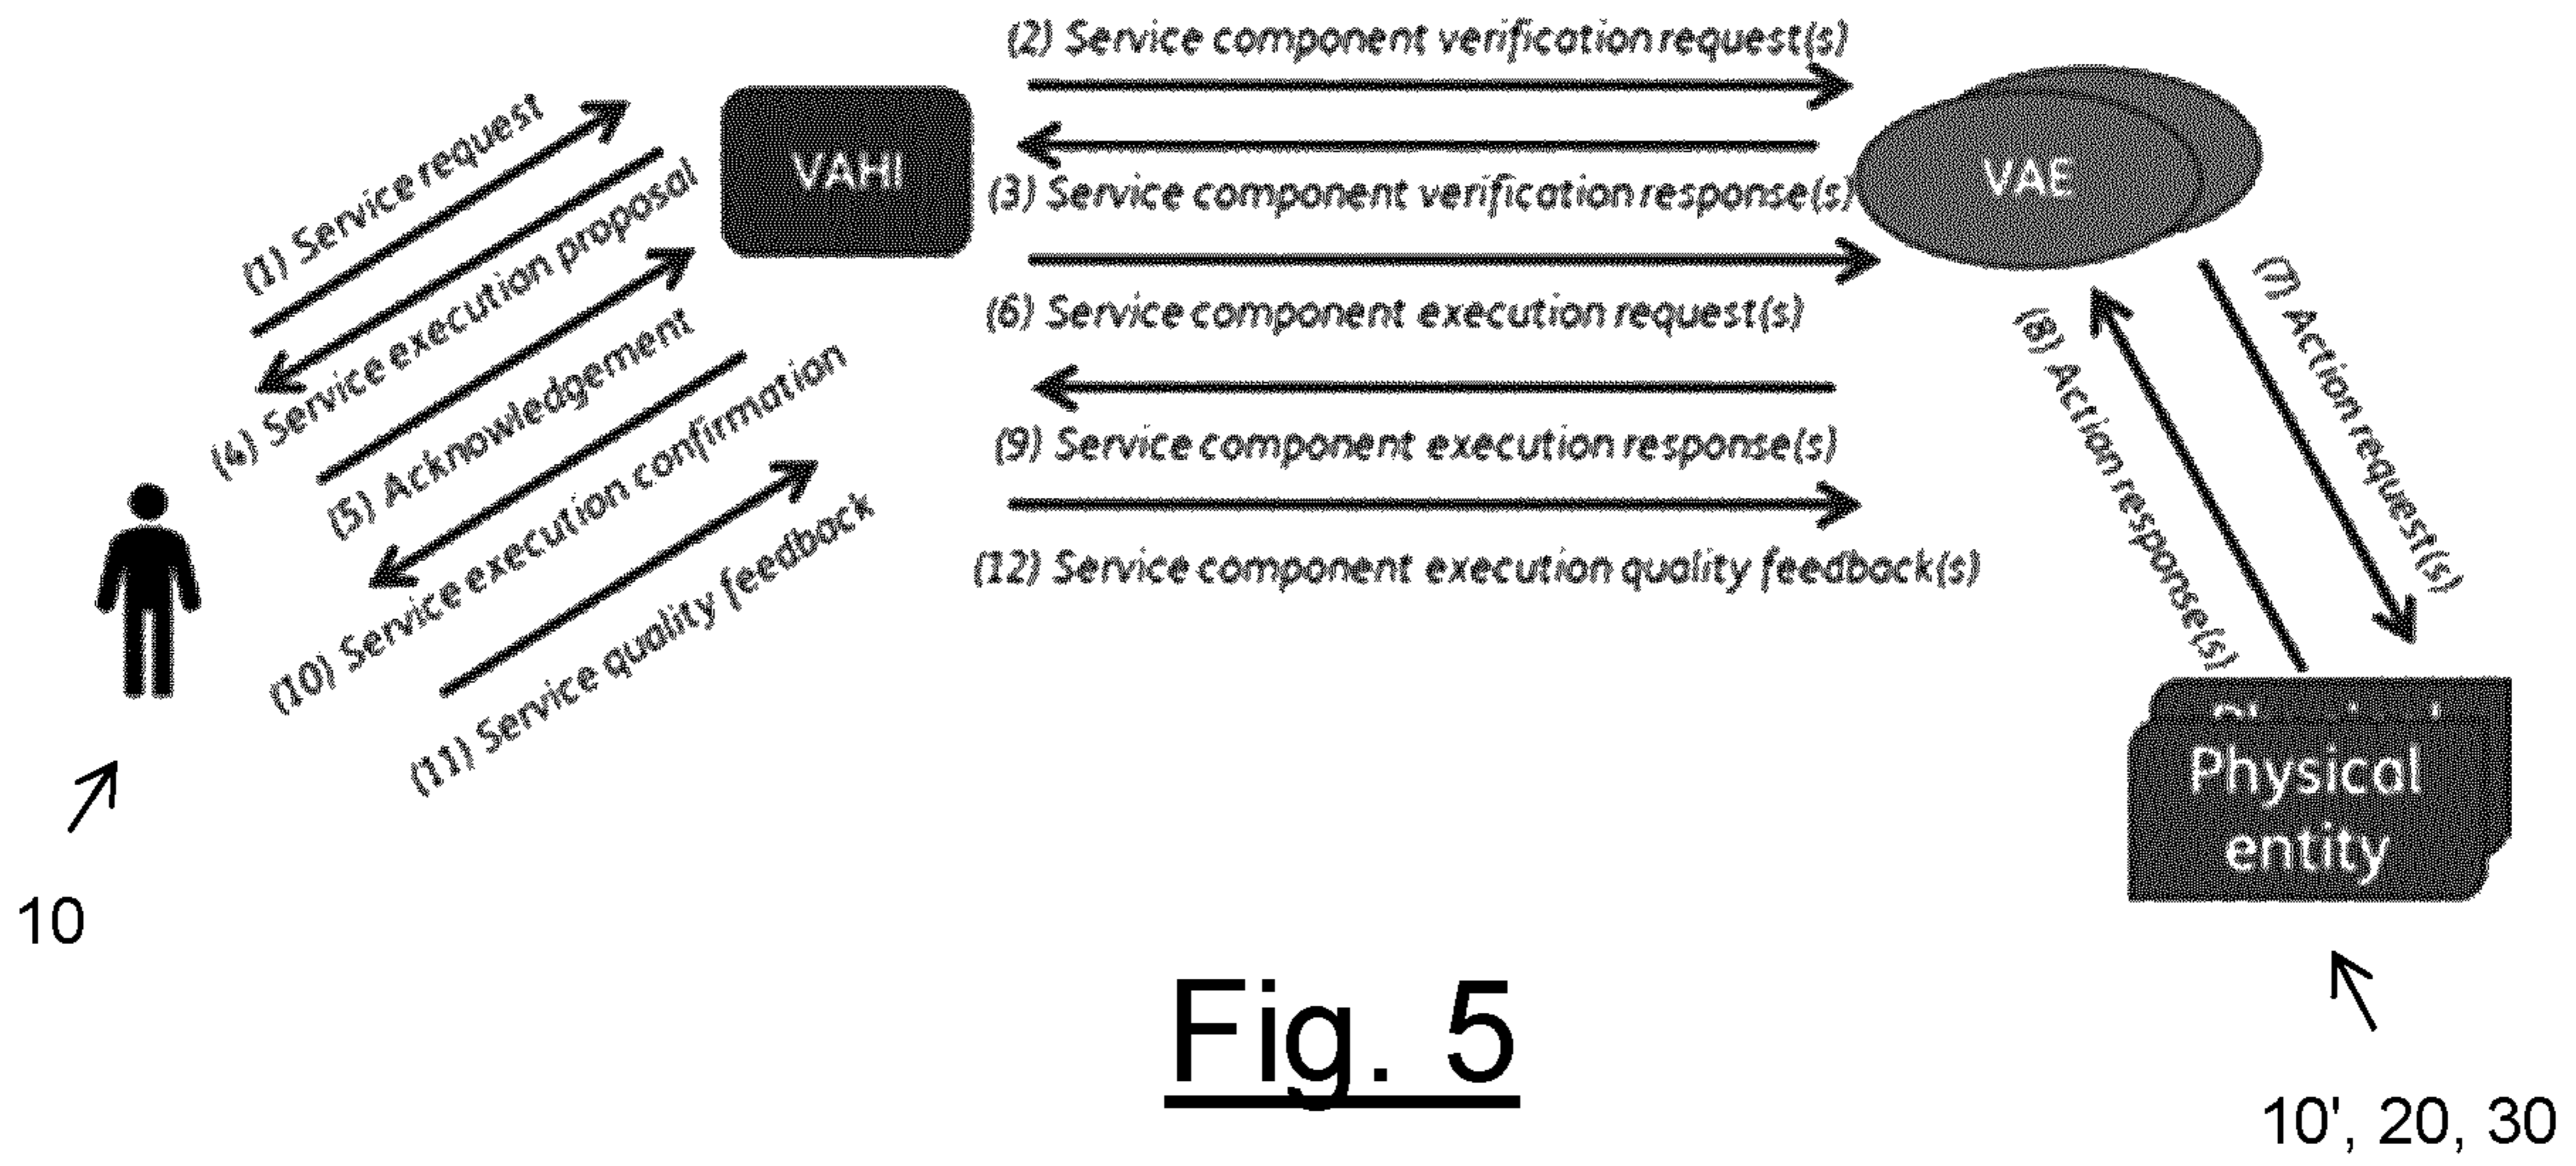 (2) Service component verification request(s)
(1) Service request
VAHI
VAE
(3) Service component verification response(s)
(4) Service execution proposal
(6) Service component execution request(s)
(7) Action request(s)
(8) Action response(s)
(5) Acknowledgement
(9) Service component execution response(s)
(10) Service execution confirmation
(12) Service component execution quality feedback(s)
(11) Service quality feedback
Physical
entity
10
Fig. 5
10', 20, 30